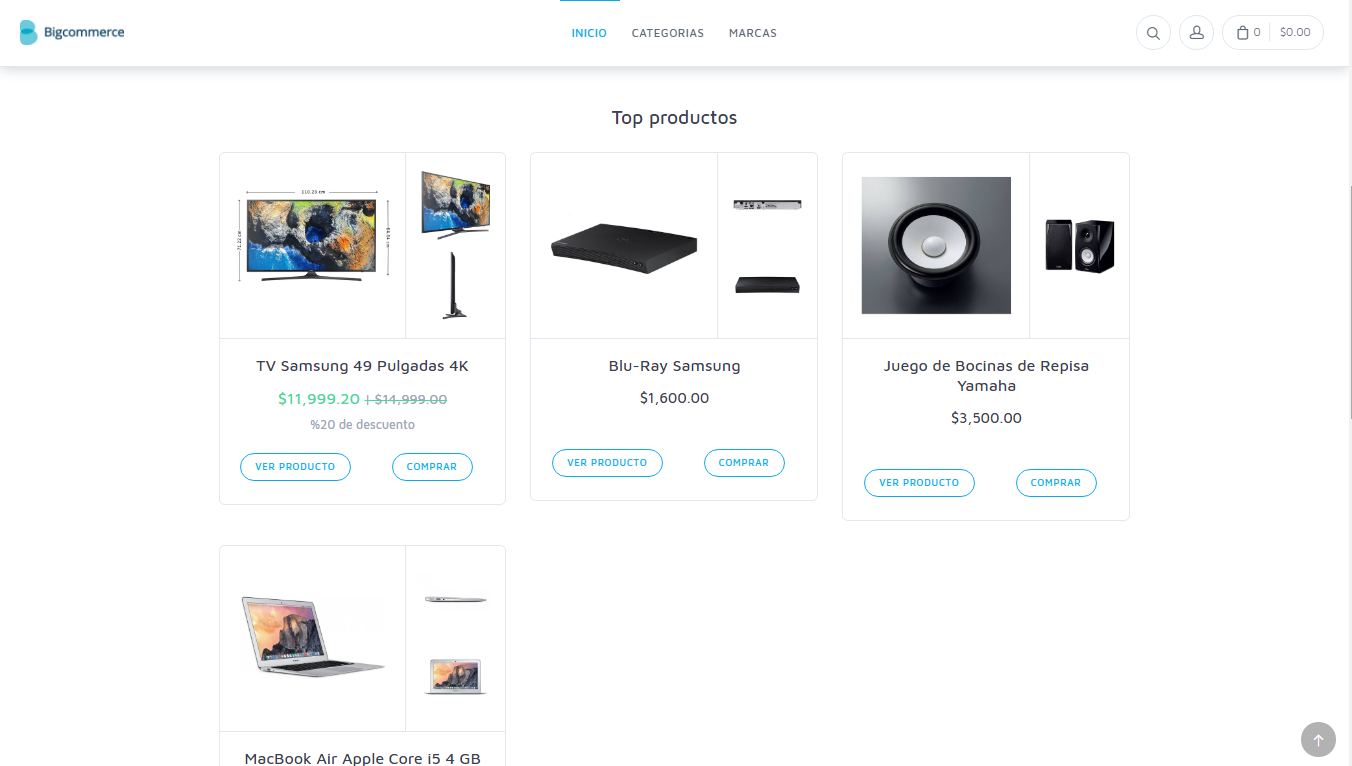 Bigcommerce
INICIO CATEGORIAS MARCAS
0 $0.00
Top productos
110.23 cm
TV Samsung 49 Pulgadas 4K
$11,999.20 | $14,999.00
%20 de descuento
VER PRODUCTO COMPRAR
Blu-Ray Samsung
$1,600.00
VER PRODUCTO COMPRAR
Juego de Bocinas de Repisa
Yamaha
$3,500.00
VER PRODUCTO COMPRAR
MacBook Air Apple Core i5 4 GB